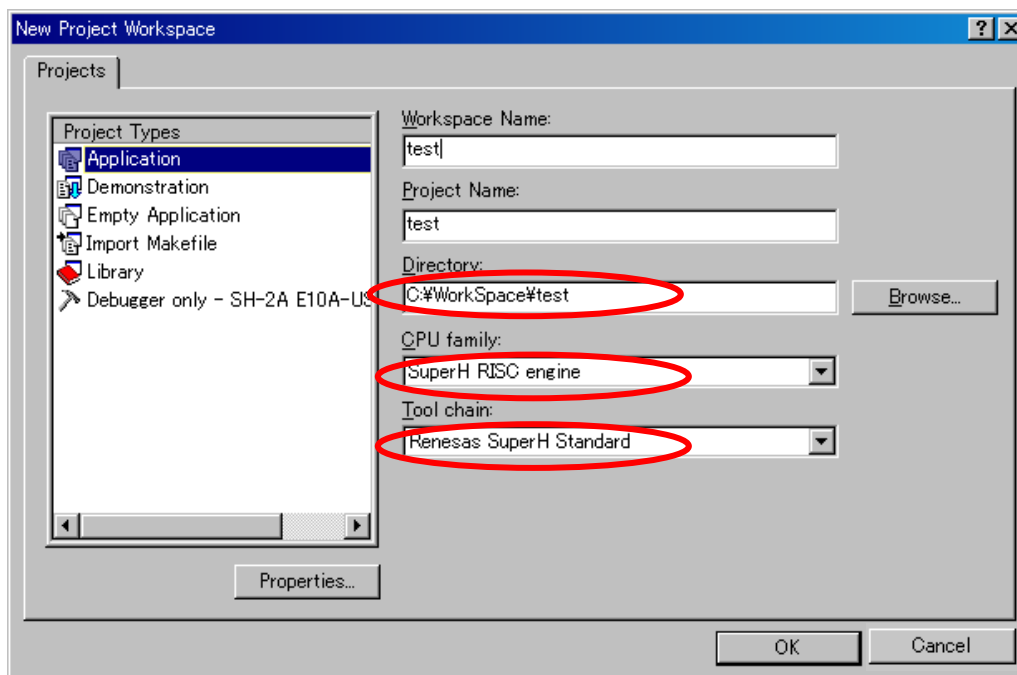 New Project Workspace
Projects
Project Types
Application
Demonstration
Empty Application
Import Makefile
Library
Debugger only - SH-2A E10A-US
Workspace Name:
test
Project Name:
test
Directory:
C:¥WorkSpace¥test
Browse...
CPU family:
SuperH RISC engine
Tool chain:
Renesas SuperH Standard
Properties...
OK
Cancel